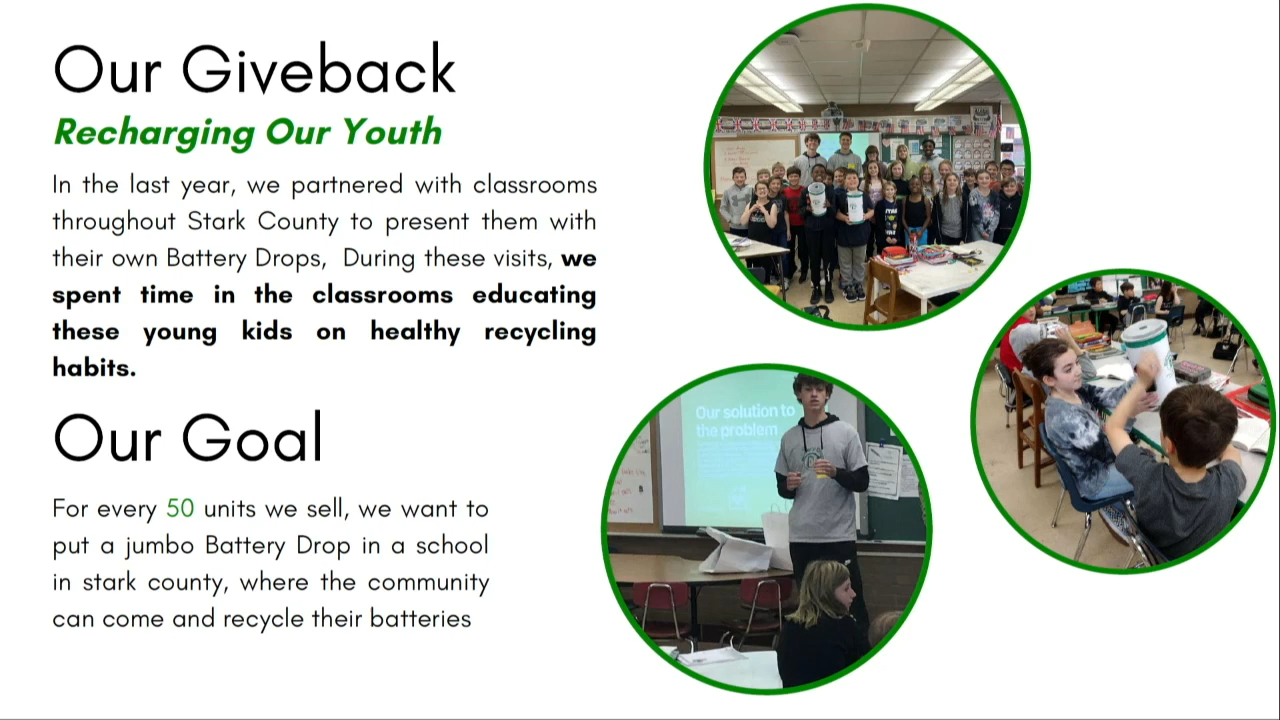 Our Giveback
Recharging Our Youth
In the last year, we partnered with classrooms
throughout Stark County to present them with
their own Battery Drops,  During these visits, we
spent time in the classrooms educating
these young kids on healthy recycling
habits.
Our Goal
For every 50 units we sell, we want to
put a jumbo Battery Drop in a school
in stark county, where the community
can come and recycle their batteries
Our solution to
the problem